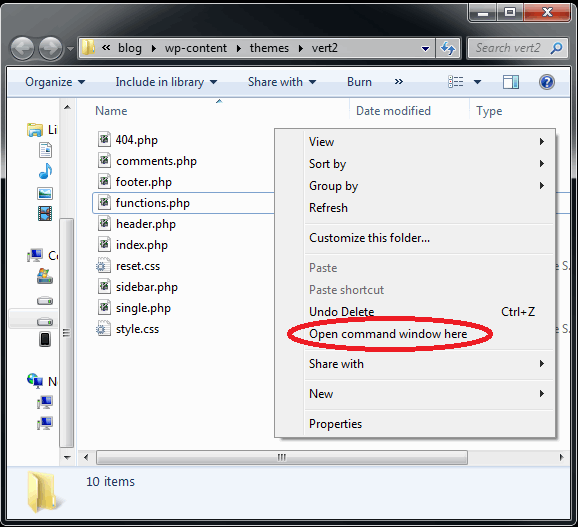 blog wp-content themes vert2 Search vert2
Organize Include in library Share with Burn »
Name Date modified Type
404.php
comments.php
footer.php
functions.php
header.php
index.php
reset.css
sidebar.php
single.php
style.css
Li
C
N
View
Sort by
Group by
Refresh
Customize this folder...
Paste
Paste shortcut
Undo Delete Ctrl+Z
Open command window here
Share with
New
Properties
e S.
e S.
10 items